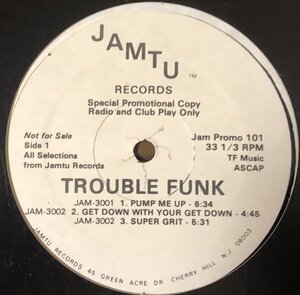 JAMTU ™
RECORDS
Special Promotional Copy
Radio and Club Play Only
Not for Sale
Side 1
All Selections
from Jamtu Records
Jam Promo 101
33 1/3 RPM
TF Music
ASCAP
TROUBLE FUNK
JAM-3001 1. PUMP ME UP - 6:34
JAM-3002 2. GET DOWN WITH YOUR GET DOWN - 4:45
JAM-3002 3. SUPER GRIT - 5:31
JAMTU RECORDS 45 GREEN ACRE DR CHERRY HILL N.J. 08003